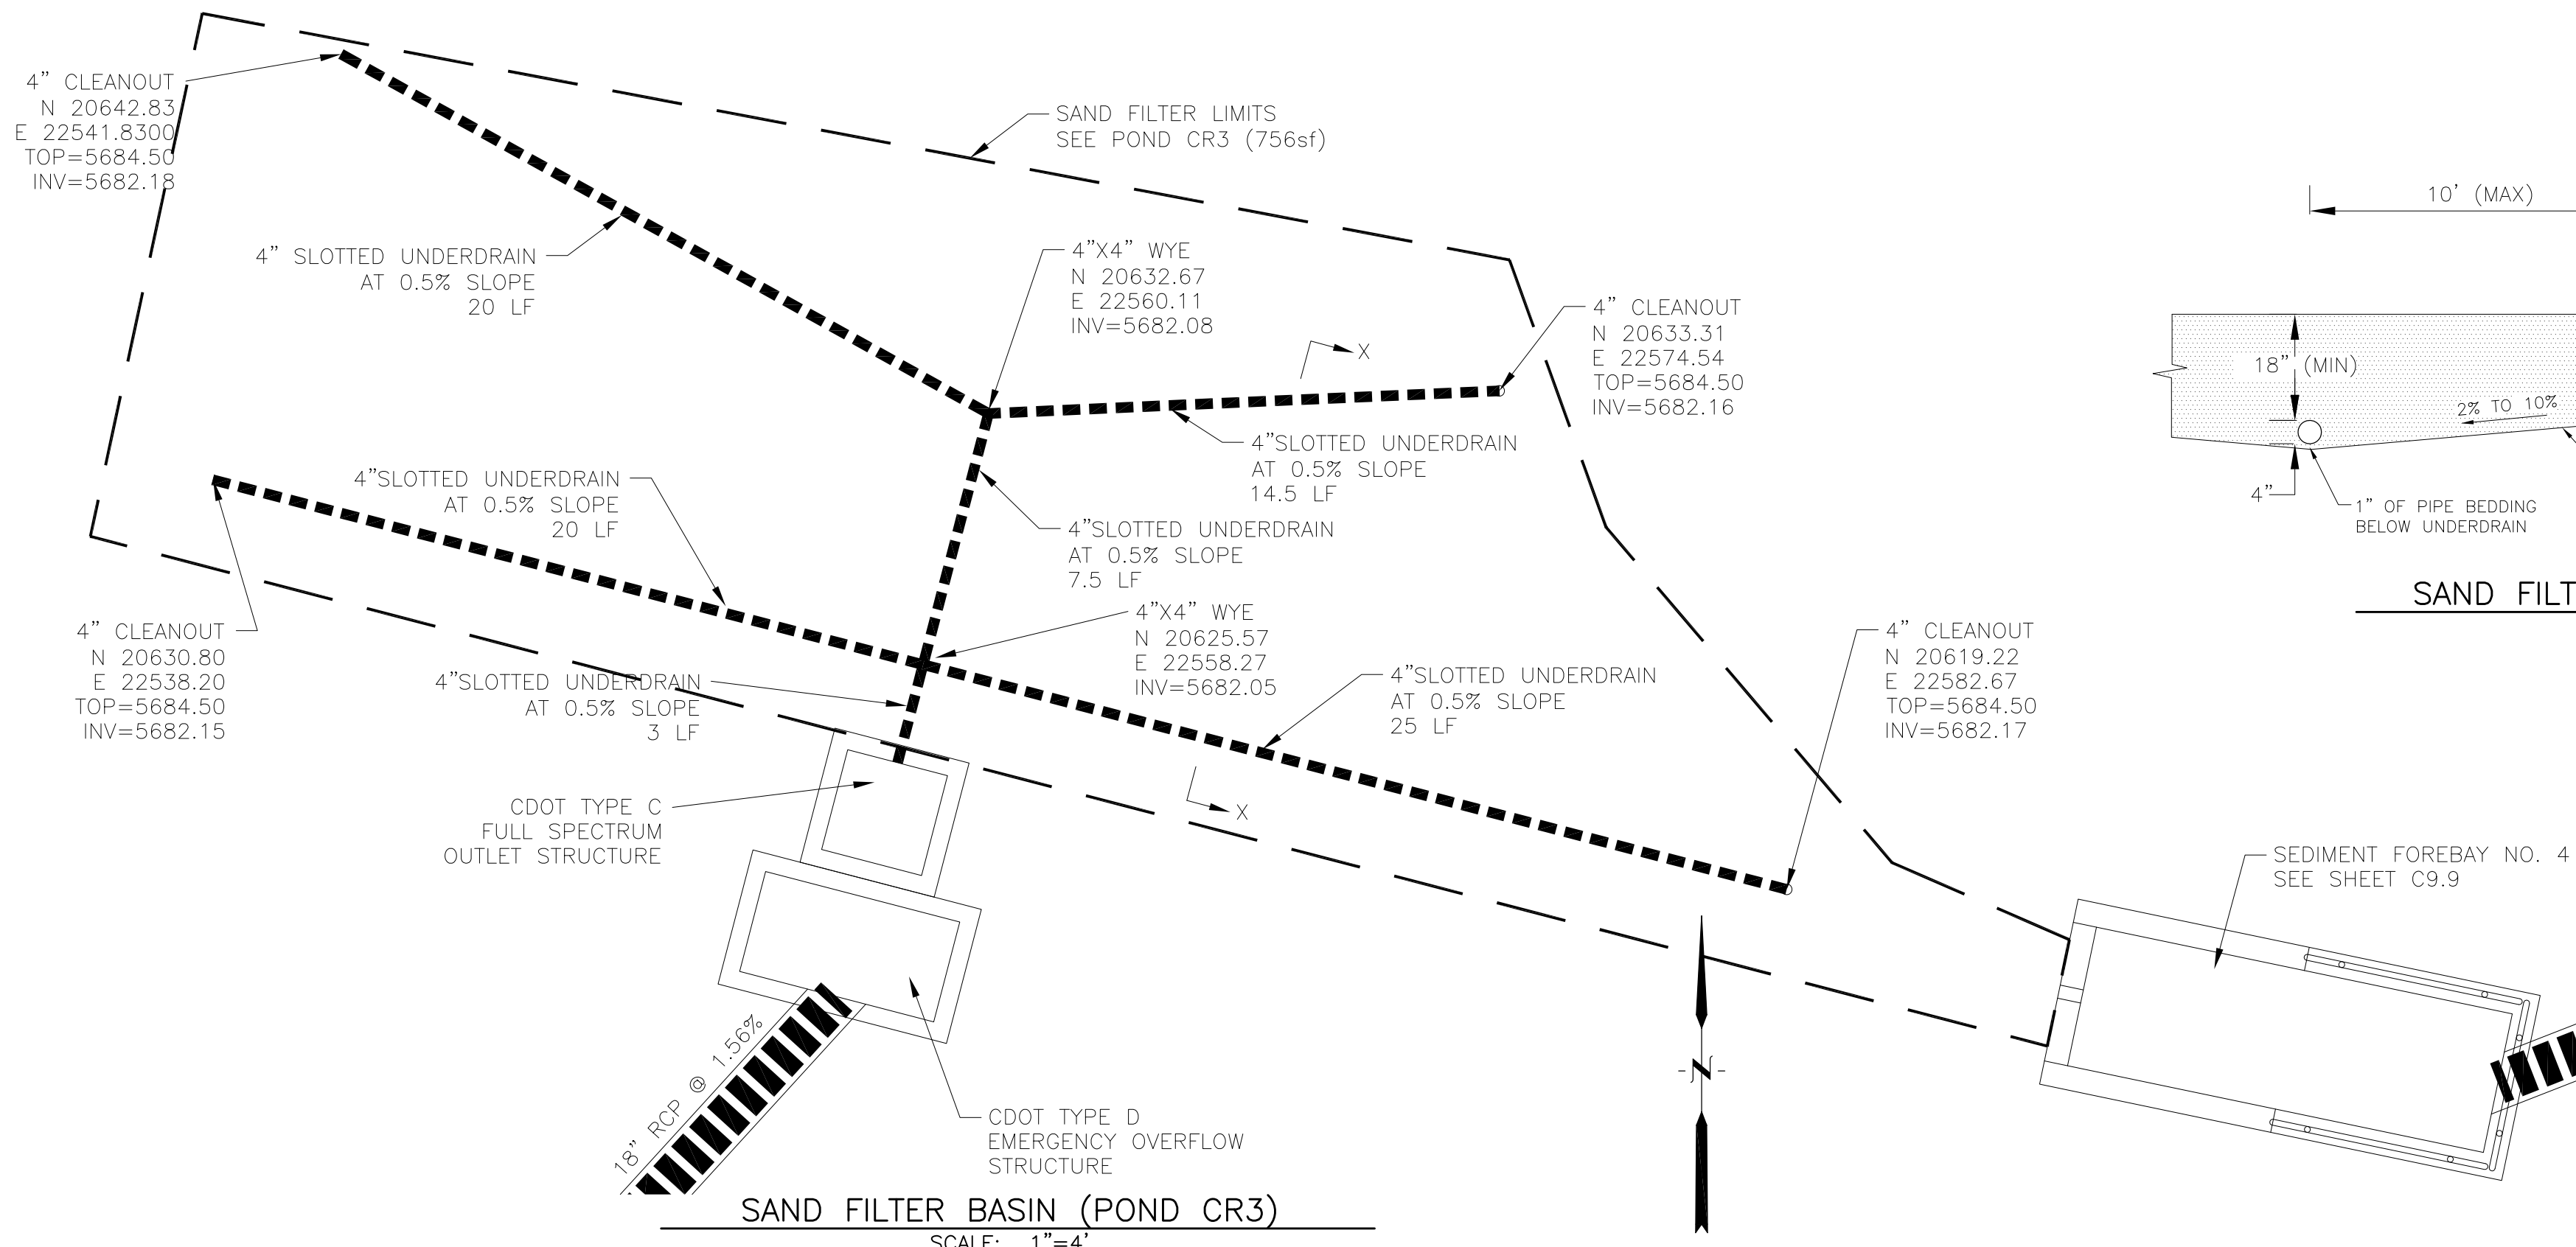 4" CLEANOUT
N 20642.83
E 22541.8300
TOP=5684.50
INV=5682.18
SAND FILTER LIMITS
SEE POND CR3 (756sf)
4" SLOTTED UNDERDRAIN
AT 0.5% SLOPE
20 LF
4"X4" WYE
N 20632.67
E 22560.11
INV=5682.08
X
4" CLEANOUT
N 20633.31
E 22574.54
TOP=5684.50
INV=5682.16
4"SLOTTED UNDERDRAIN
AT 0.5% SLOPE
14.5 LF
4"SLOTTED UNDERDRAIN
AT 0.5% SLOPE
20 LF
4"SLOTTED UNDERDRAIN
AT 0.5% SLOPE
7.5 LF
4" CLEANOUT
N 20630.80
E 22538.20
TOP=5684.50
INV=5682.15
4"X4" WYE
N 20625.57
E 22558.27
INV=5682.05
4"SLOTTED UNDERDRAIN
AT 0.5% SLOPE
3 LF
4"SLOTTED UNDERDRAIN
AT 0.5% SLOPE
25 LF
4" CLEANOUT
N 20619.22
E 22582.67
TOP=5684.50
INV=5682.17
X
CDOT TYPE C
FULL SPECTRUM
OUTLET STRUCTURE
SEDIMENT FOREBAY NO. 4
SEE SHEET C9.9
18" RCP @ 1.56%
CDOT TYPE D
EMERGENCY OVERFLOW
STRUCTURE
N
SAND FILTER BASIN (POND CR3)
SCALE: 1"=4'
10' (MAX)
18" (MIN)
2% TO 10%
4"
1" OF PIPE BEDDING
BELOW UNDERDRAIN
SAND FILT